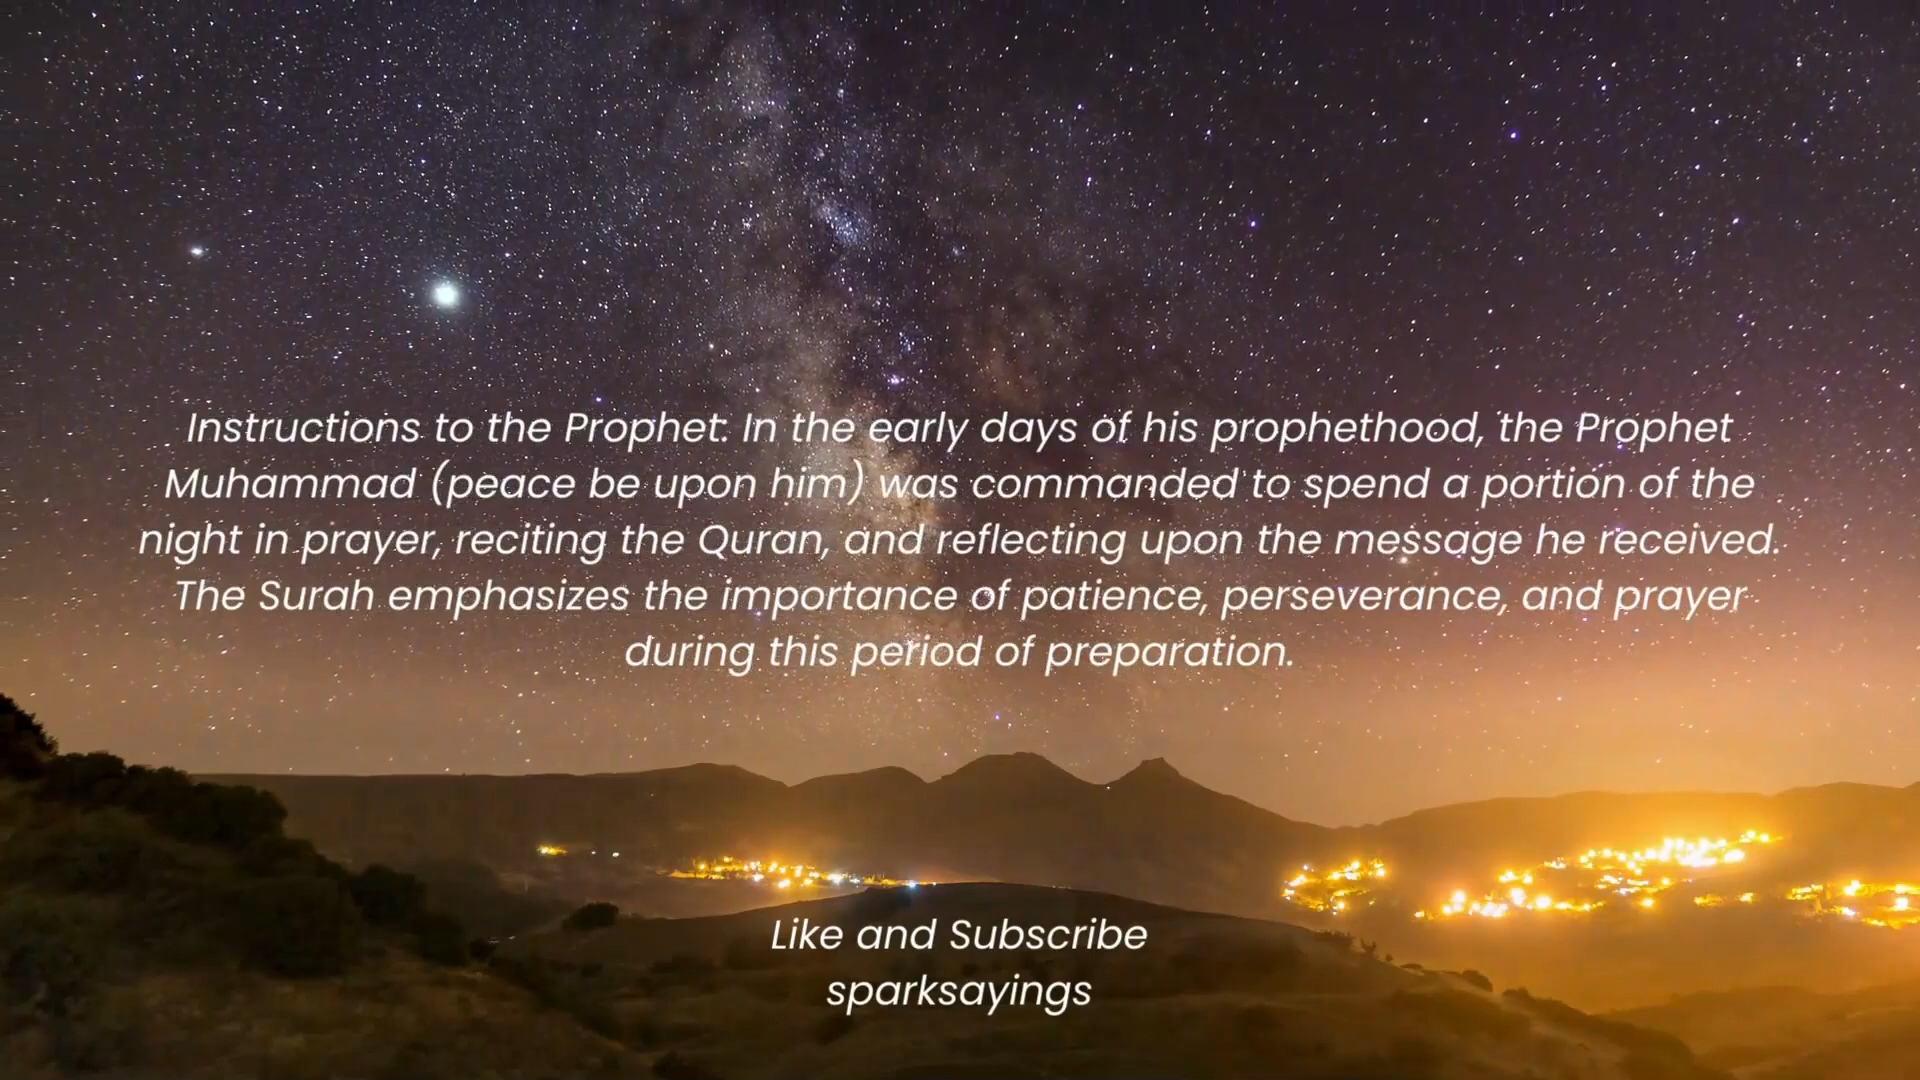 Instructions to the Prophet: In the early days of his prophethood, the Prophet
Muhammad (peace be upon him) was commanded to spend a portion of the
night in prayer, reciting the Quran, and reflecting upon the message he received.
The Surah emphasizes the importance of patience, perseverance, and prayer
during this period of preparation.
Like and Subscribe
sparksayings